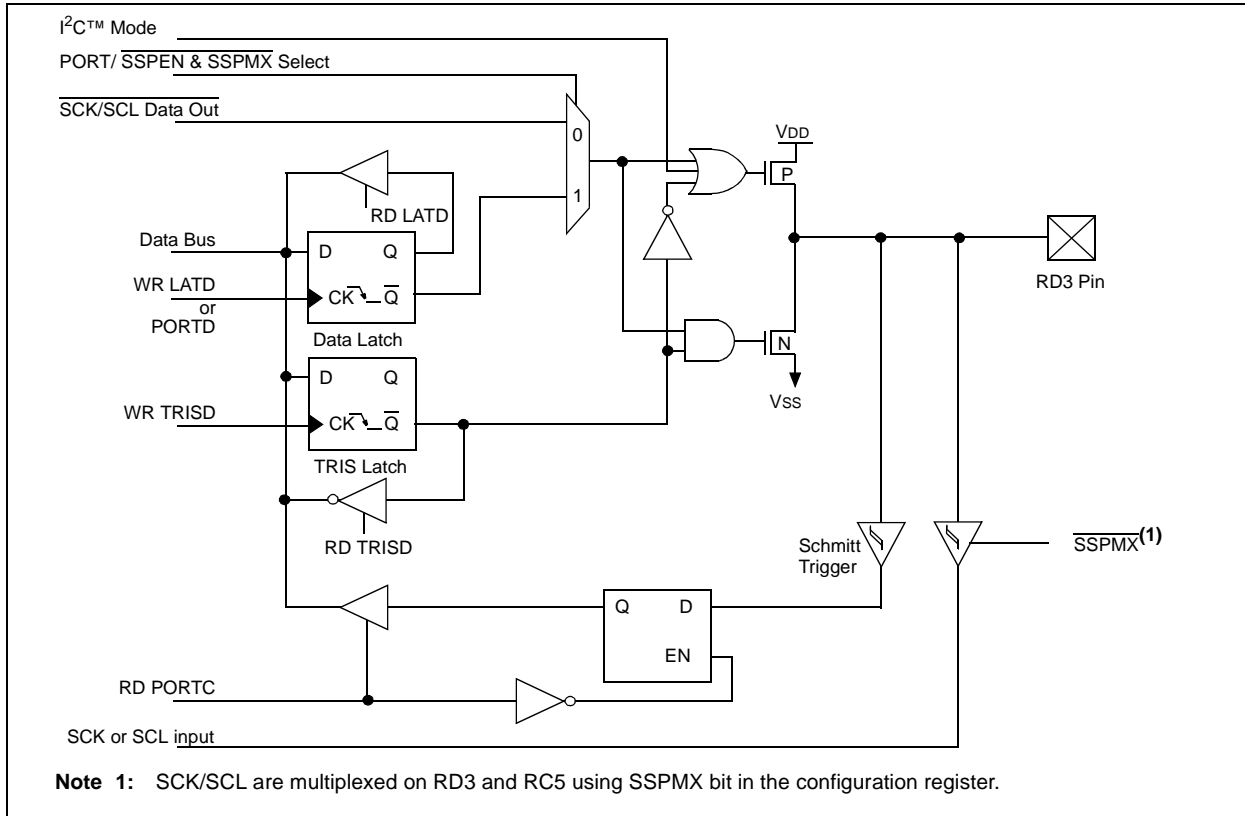 I²C™ Mode
PORT/ SSPEN & SSPMX Select
SCK/SCL Data Out
0
1
VDD
P
RD LATD
Data Bus
D Q
WR LATD
or
PORTD
CK Q
Data Latch
RD3 Pin
N
VSS
D Q
WR TRISD
CK Q
TRIS Latch
RD TRISD
Schmitt
Trigger
SSPMX(1)
Q D
EN
RD PORTC
SCK or SCL input
Note 1: SCK/SCL are multiplexed on RD3 and RC5 using SSPMX bit in the configuration register.